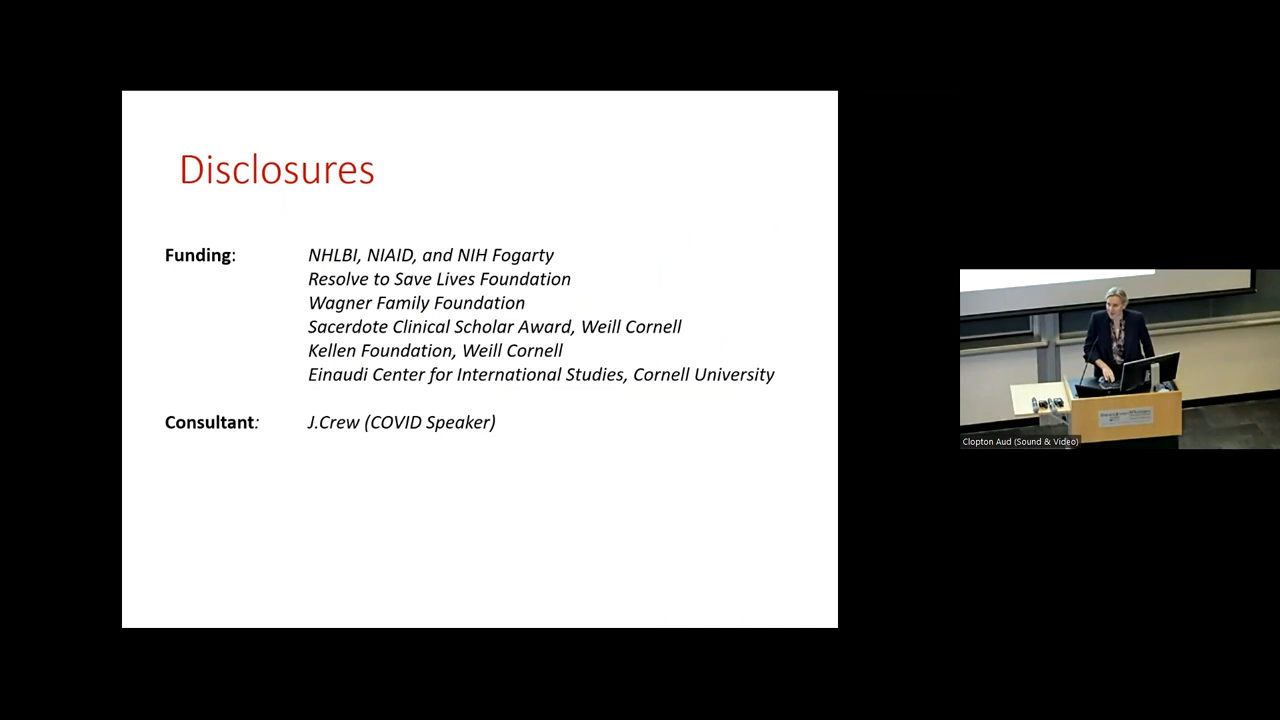 Disclosures
Funding: NHLBI, NIAID, and NIH Fogarty
Resolve to Save Lives Foundation
Wagner Family Foundation
Sacerdote Clinical Scholar Award, Weill Cornell
Kellen Foundation, Weill Cornell
Einaudi Center for International Studies, Cornell University
Consultant: J.Crew (COVID Speaker)
Clopton Aud (Sound & Video)